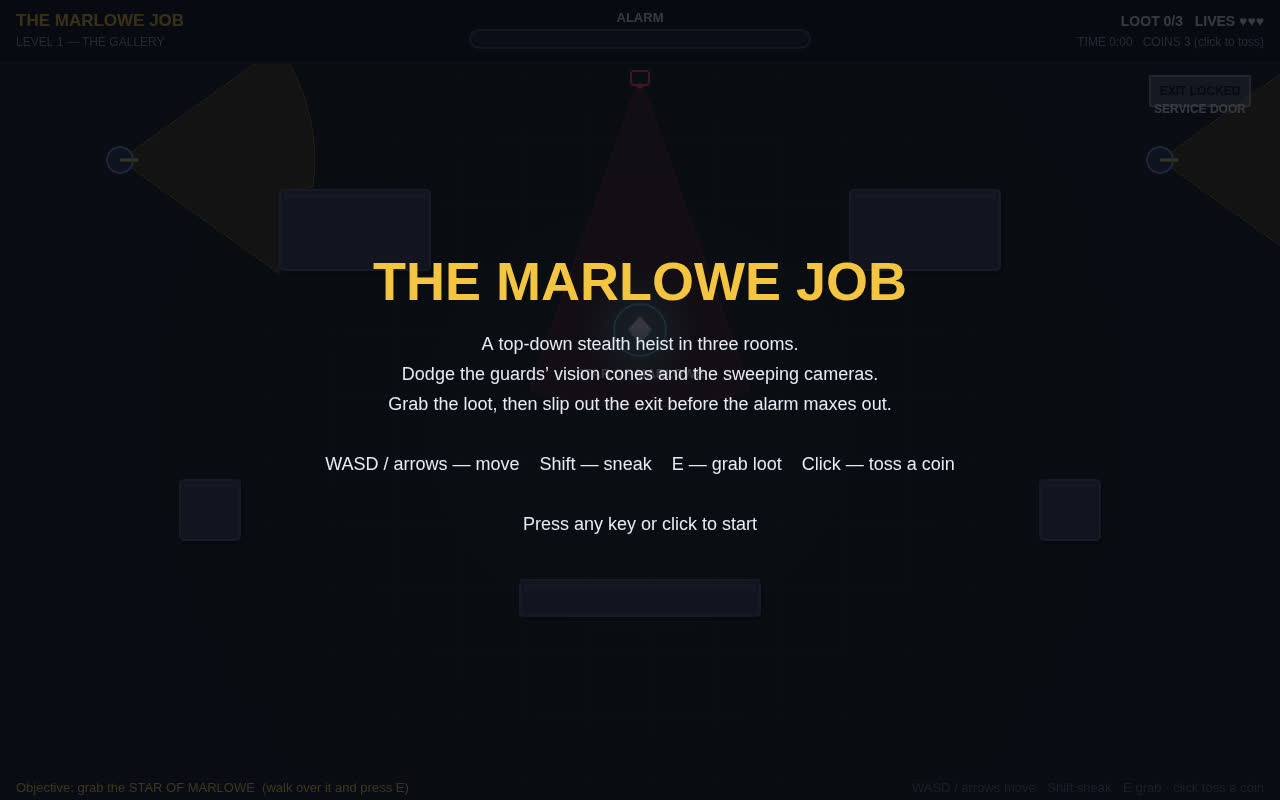 THE MARLOWE JOB
LEVEL 1 — THE GALLERY
ALARM
LOOT 0/3 LIVES ♥♥♥
TIME 0:00 COINS 3 (click to toss)
EXIT LOCKED
SERVICE DOOR
THE MARLOWE JOB
A top-down stealth heist in three rooms.
Dodge the guards’ vision cones and the sweeping cameras.
Grab the loot, then slip out the exit before the alarm maxes out.
WASD / arrows — move Shift — sneak E — grab loot Click — toss a coin
Press any key or click to start
Objective: grab the STAR OF MARLOWE (walk over it and press E)
WASD / arrows move · Shift sneak · E grab · click toss a coin